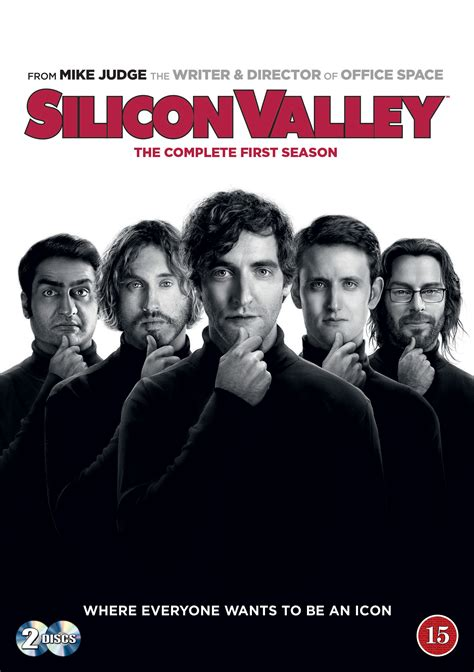 FROM MIKE JUDGE THE WRITER & DIRECTOR OF OFFICE SPACE
SILICON VALLEY
THE COMPLETE FIRST SEASON
WHERE EVERYONE WANTS TO BE AN ICON
2 DISCS
15